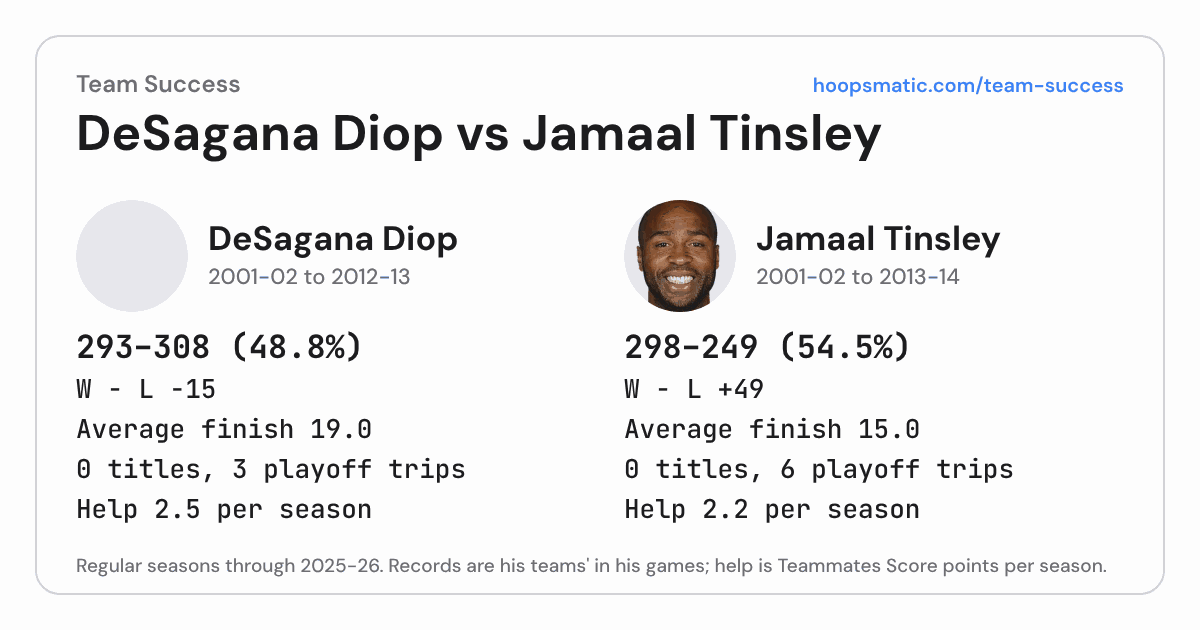 Team Success
hoopsmatic.com/team-success
DeSagana Diop vs Jamaal Tinsley
DeSagana Diop
2001-02 to 2012-13
293-308 (48.8%)
W - L -15
Average finish 19.0
0 titles, 3 playoff trips
Help 2.5 per season
Jamaal Tinsley
2001-02 to 2013-14
298-249 (54.5%)
W - L +49
Average finish 15.0
0 titles, 6 playoff trips
Help 2.2 per season
Regular seasons through 2025-26. Records are his teams' in his games; help is Teammates Score points per season.